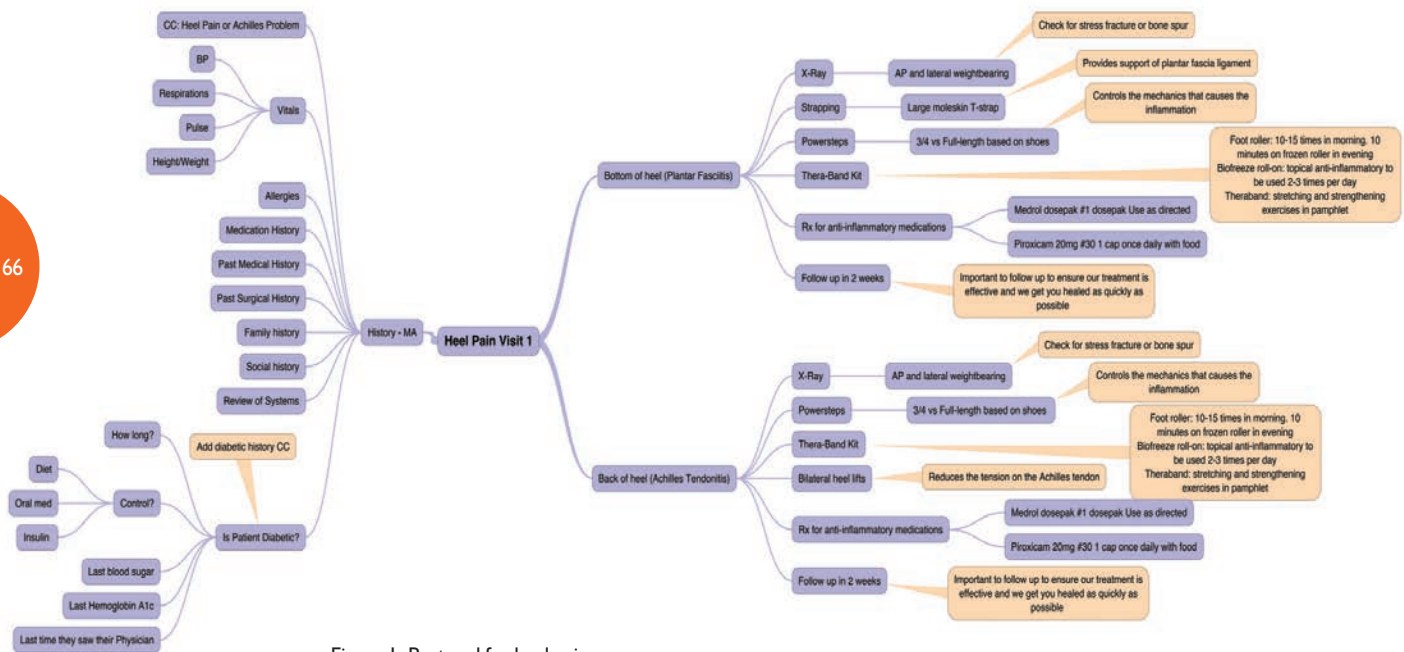 66
CC: Heel Pain or Achilles Problem
BP
Respirations
Pulse
Height/Weight
Vitals
Allergies
Medication History
Past Medical History
Past Surgical History
Family history
Social history
Review of Systems
History - MA
How long?
Diet
Oral med
Insulin
Control?
Add diabetic history CC
Is Patient Diabetic?
Last blood sugar
Last Hemoglobin A1c
Last time they saw their Physician
Heel Pain Visit 1
Bottom of heel (Plantar Fasciitis)
X-Ray
AP and lateral weightbearing
Check for stress fracture or bone spur
Strapping
Large moleskin T-strap
Provides support of plantar fascia ligament
Powersteps
3/4 vs Full-length based on shoes
Controls the mechanics that causes the
inflammation
Thera-Band Kit
Foot roller: 10-15 times in morning. 10
minutes on frozen roller in evening
Biofreeze roll-on: topical anti-inflammatory to
be used 2-3 times per day
Theraband: stretching and strengthening
exercises in pamphlet
Rx for anti-inflammatory medications
Medrol dosepak #1 dosepak Use as directed
Piroxicam 20mg #30 1 cap once daily with food
Follow up in 2 weeks
Important to follow up to ensure our treatment is
effective and we get you healed as quickly as
possible
Back of heel (Achilles Tendonitis)
X-Ray
AP and lateral weightbearing
Check for stress fracture or bone spur
Powersteps
3/4 vs Full-length based on shoes
Controls the mechanics that causes the
inflammation
Thera-Band Kit
Foot roller: 10-15 times in morning. 10
minutes on frozen roller in evening
Biofreeze roll-on: topical anti-inflammatory to
be used 2-3 times per day
Theraband: stretching and strengthening
exercises in pamphlet
Bilateral heel lifts
Reduces the tension on the Achilles tendon
Rx for anti-inflammatory medications
Medrol dosepak #1 dosepak Use as directed
Piroxicam 20mg #30 1 cap once daily with food
Follow up in 2 weeks
Important to follow up to ensure our treatment is
effective and we get you healed as quickly as
possible